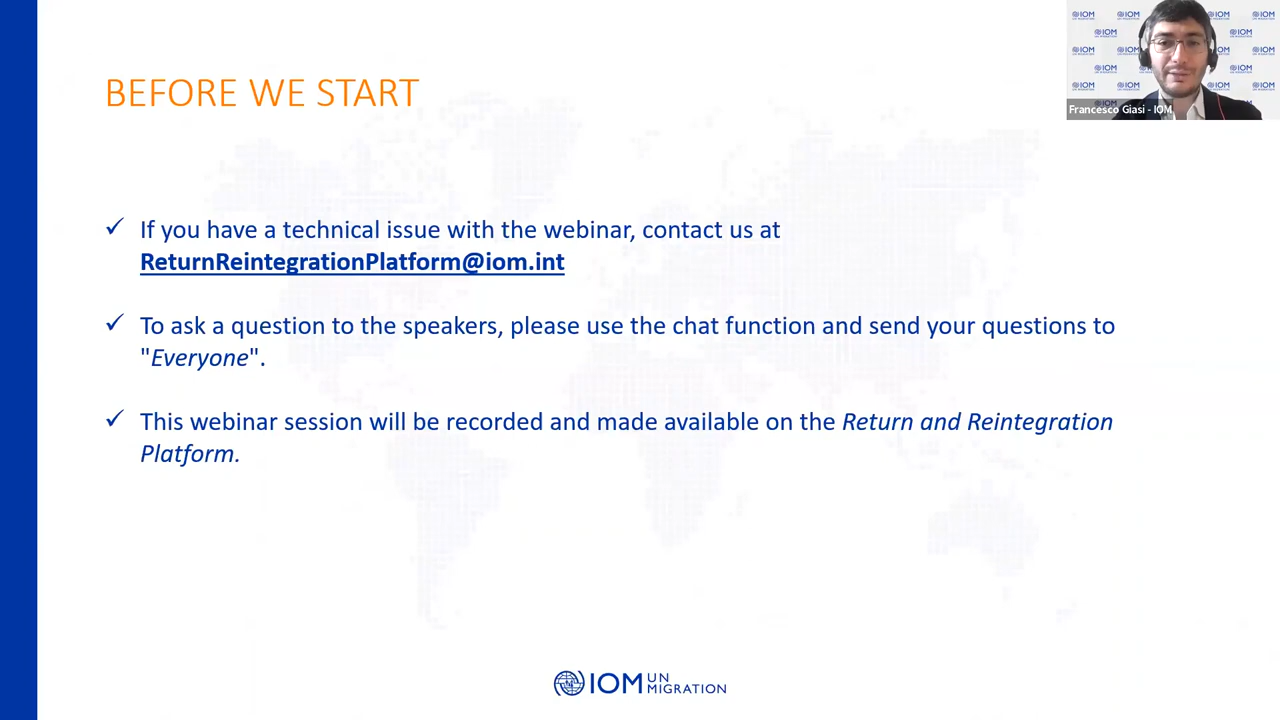 BEFORE WE START
✓ If you have a technical issue with the webinar, contact us at
ReturnReintegrationPlatform@iom.int
✓ To ask a question to the speakers, please use the chat function and send your questions to
"Everyone".
✓ This webinar session will be recorded and made available on the Return and Reintegration
Platform.
Francesco Giasi - IOM
IOM UN
MIGRATION